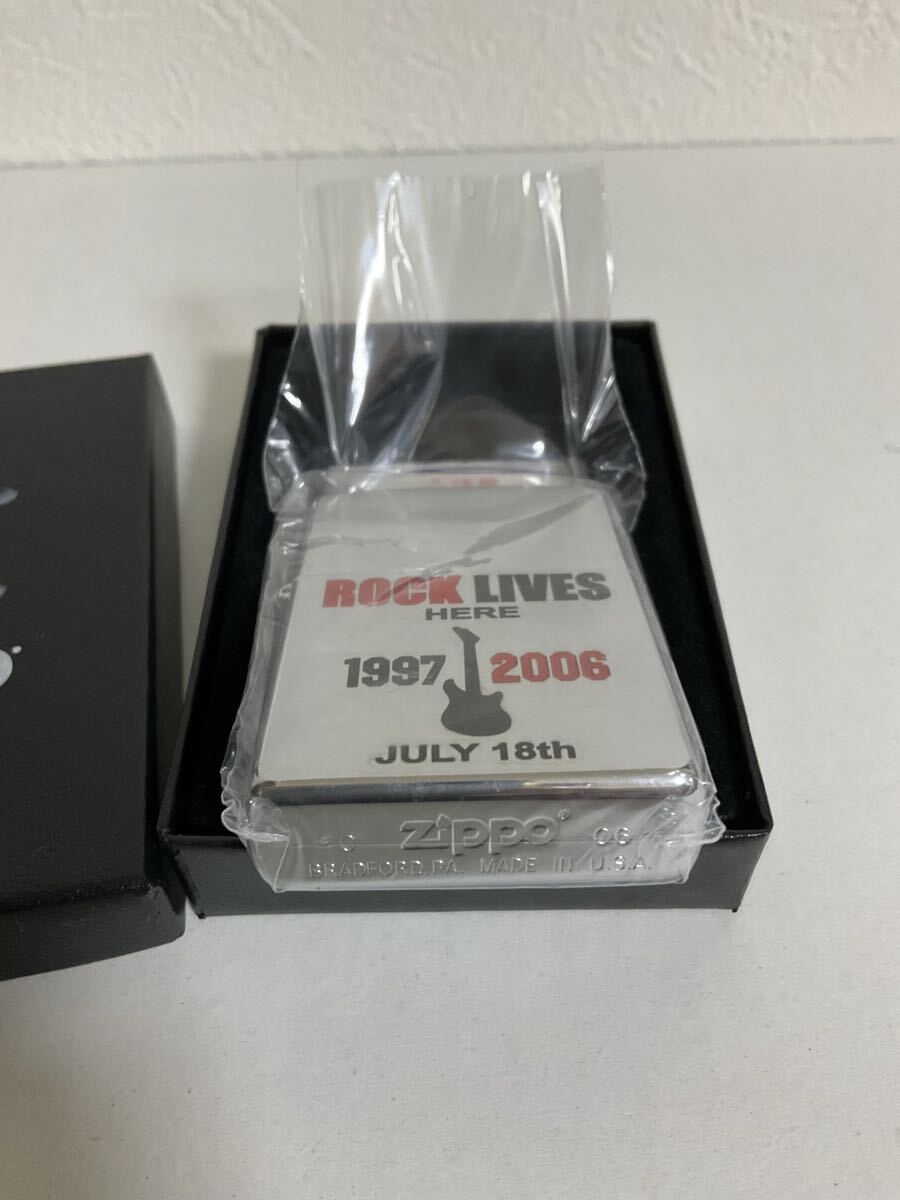 ROCK LIVES
HERE
1997 2006
JULY 18th
C Zippo® 06
BRADFORD, PA. MADE IN U.S.A.